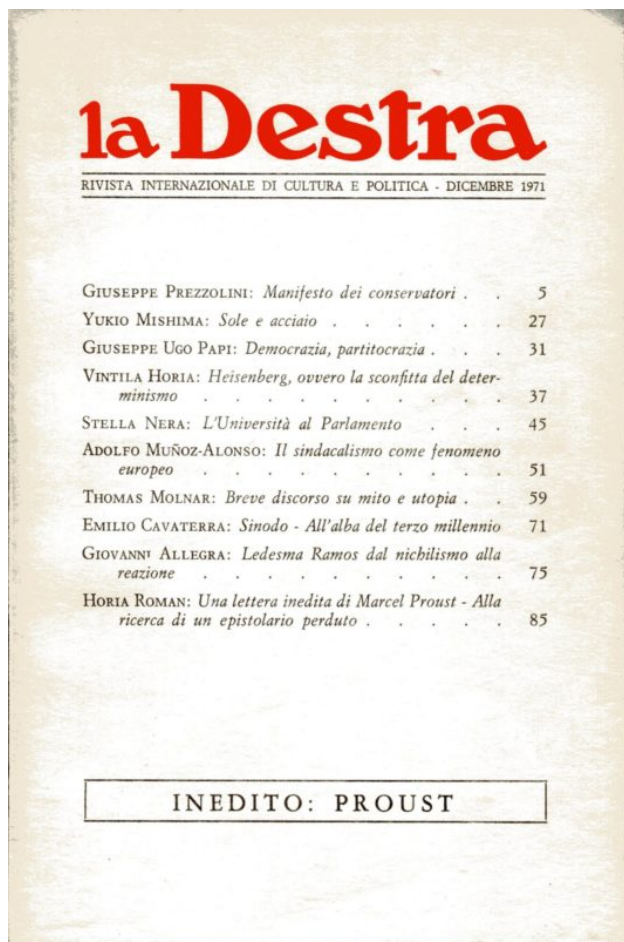 la Destra
RIVISTA INTERNAZIONALE DI CULTURA E POLITICA - DICEMBRE 1971
GIUSEPPE PREZZOLINI: Manifesto dei conservatori . . 5
YUKIO MISHIMA: Sole e acciaio . . . . . . 27
GIUSEPPE UGO PAPI: Democrazia, partitocrazia . . . 31
VINTILA HORIA: Heisenberg, ovvero la sconfitta del deter-
minismo . . . . . . . . . . 37
STELLA NERA: L'Università al Parlamento . . . 45
ADOLFO MUÑOZ-ALONSO: Il sindacalismo come fenomeno
europeo . . . . . . . . . . 51
THOMAS MOLNAR: Breve discorso su mito e utopia . . 59
EMILIO CAVATERRA: Sinodo - All'alba del terzo millennio 71
GIOVANNI ALLEGRA: Ledesma Ramos dal nichilismo alla
reazione . . . . . . . . . . 75
HORIA ROMAN: Una lettera inedita di Marcel Proust - Alla
ricerca di un epistolario perduto . . . . . 85
INEDITO: PROUST